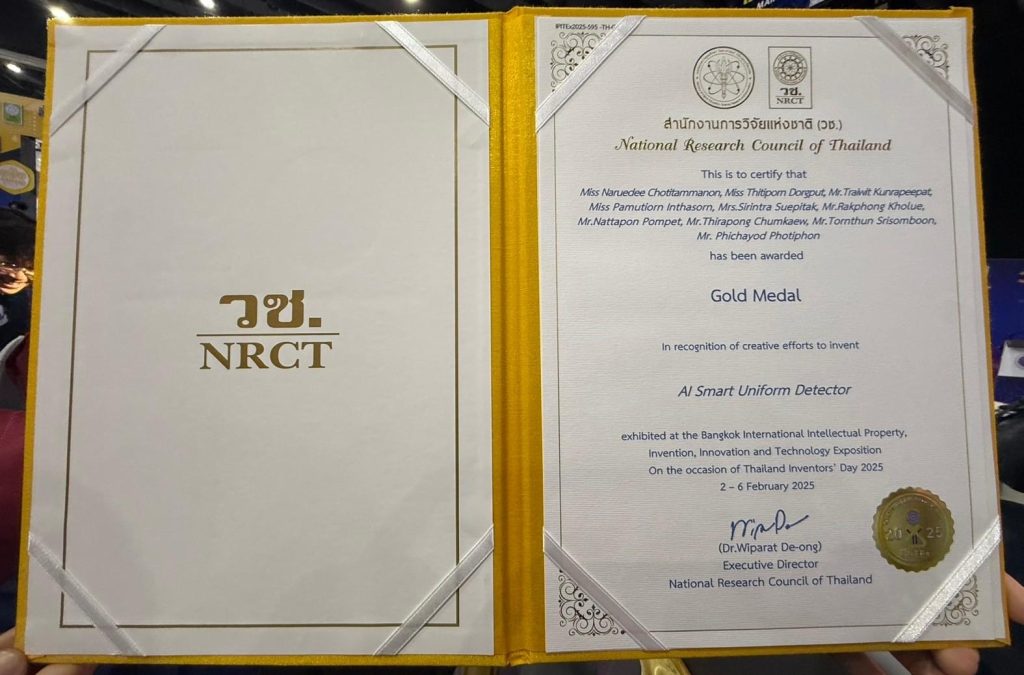 วช.
NRCT
วช.
NRCT
สำนักงานการวิจัยแห่งชาติ (วช.)
National Research Council of Thailand
This is to certify that
Miss Naruedee Chotitammanon, Miss Thitiporn Dorgput, Mr.Traiwit Kunrapeepat,
Miss Pamutiorn Inthasorn, Mrs.Sirintra Suepitak, Mr.Rakphong Kholue,
Mr.Nattapon Pompet, Mr.Thirapong Chumkaew, Mr.Tornthun Srisomboon,
Mr. Phichayod Photiphon
has been awarded
Gold Medal
In recognition of creative efforts to invent
AI Smart Uniform Detector
exhibited at the Bangkok International Intellectual Property,
Invention, Innovation and Technology Exposition
On the occasion of Thailand Inventors' Day 2025
2 – 6 February 2025
(Dr.Wiparat De-ong)
Executive Director
National Research Council of Thailand
2025